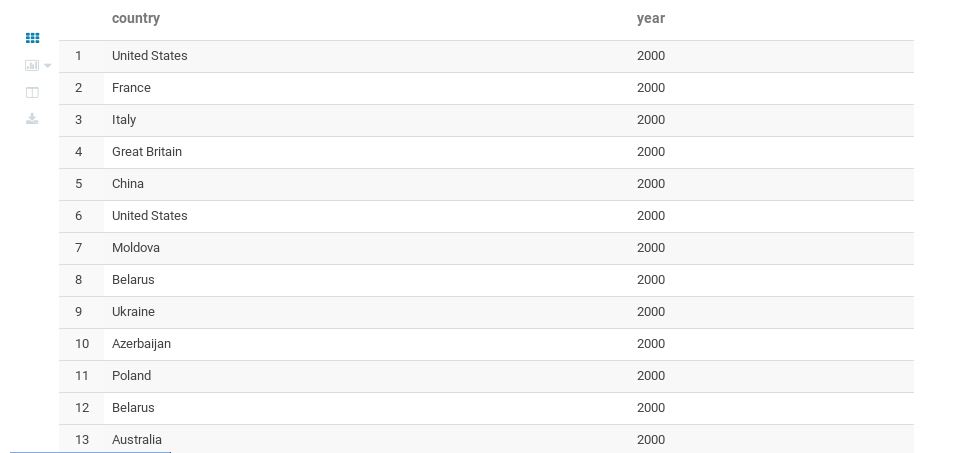 country year
1 United States 2000
2 France 2000
3 Italy 2000
4 Great Britain 2000
5 China 2000
6 United States 2000
7 Moldova 2000
8 Belarus 2000
9 Ukraine 2000
10 Azerbaijan 2000
11 Poland 2000
12 Belarus 2000
13 Australia 2000